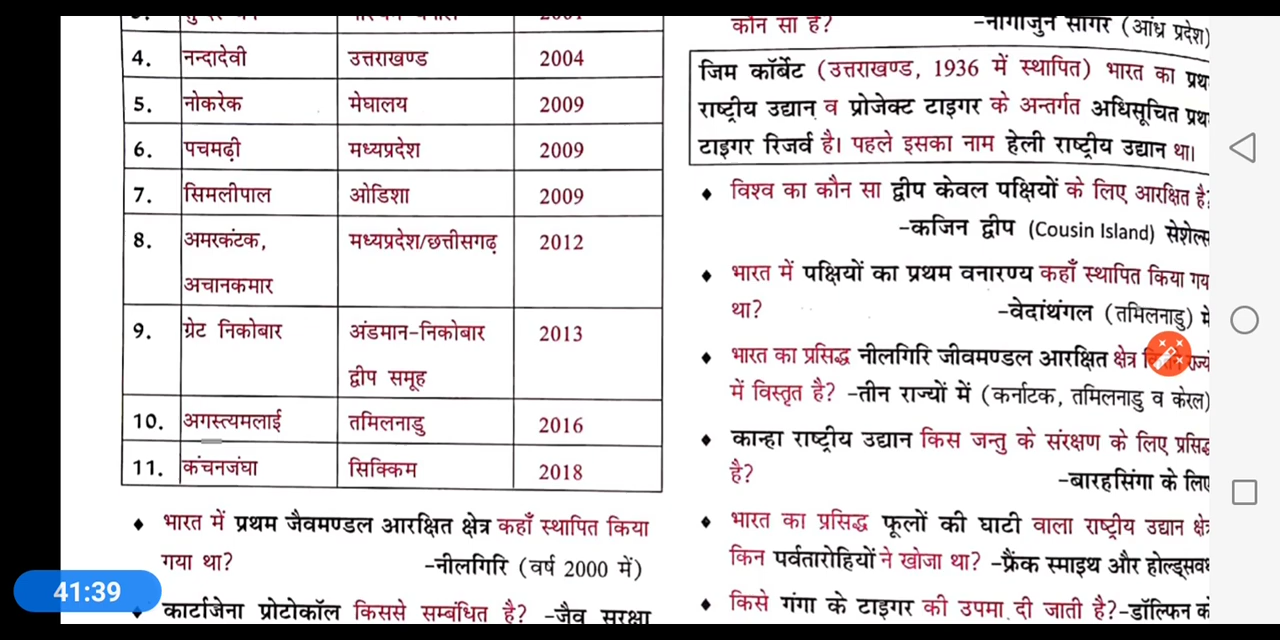 4. नन्दादेवी उत्तराखण्ड 2004
5. नोकरेक मेघालय 2009
6. पचमढ़ी मध्यप्रदेश 2009
7. सिमलीपाल ओडिशा 2009
8. अमरकंटक, मध्यप्रदेश/छत्तीसगढ़ 2012
अचानकमार
9. ग्रेट निकोबार अंडमान-निकोबार 2013
द्वीप समूह
10. अगस्त्यमलाई तमिलनाडु 2016
11. कंचनजंघा सिक्किम 2018
♦ भारत में प्रथम जैवमण्डल आरक्षित क्षेत्र कहाँ स्थापित किया
गया था? -नीलगिरि (वर्ष 2000 में)
41:39
♦ कार्टाजेना प्रोटोकॉल किससे सम्बंधित है? -जैव सुरक्षा
कौन सा है? -नागार्जुन सागर (आंध्र प्रदेश)
जिम कॉर्बेट (उत्तराखण्ड, 1936 में स्थापित) भारत का प्रथ
राष्ट्रीय उद्यान व प्रोजेक्ट टाइगर के अन्तर्गत अधिसूचित प्रथ
टाइगर रिजर्व है। पहले इसका नाम हेली राष्ट्रीय उद्यान था।
♦ विश्व का कौन सा द्वीप केवल पक्षियों के लिए आरक्षित है?
-कजिन द्वीप (Cousin Island) सेशेल्स
♦ भारत में पक्षियों का प्रथम वनारण्य कहाँ स्थापित किया गय
था? -वेदांथंगल (तमिलनाडु) में
♦ भारत का प्रसिद्ध नीलगिरि जीवमण्डल आरक्षित क्षेत्र राज्यों
में विस्तृत है? -तीन राज्यों में (कर्नाटक, तमिलनाडु व केरल)
♦ कान्हा राष्ट्रीय उद्यान किस जन्तु के संरक्षण के लिए प्रसिद्ध
है? -बारहसिंगा के लिए
♦ भारत का प्रसिद्ध फूलों की घाटी वाला राष्ट्रीय उद्यान क्षेत्र
किन पर्वतारोहियों ने खोजा था? -फ्रैंक स्माइथ और होल्ड्सवर्थ
♦ किसे गंगा के टाइगर की उपमा दी जाती है?-डॉल्फिन को